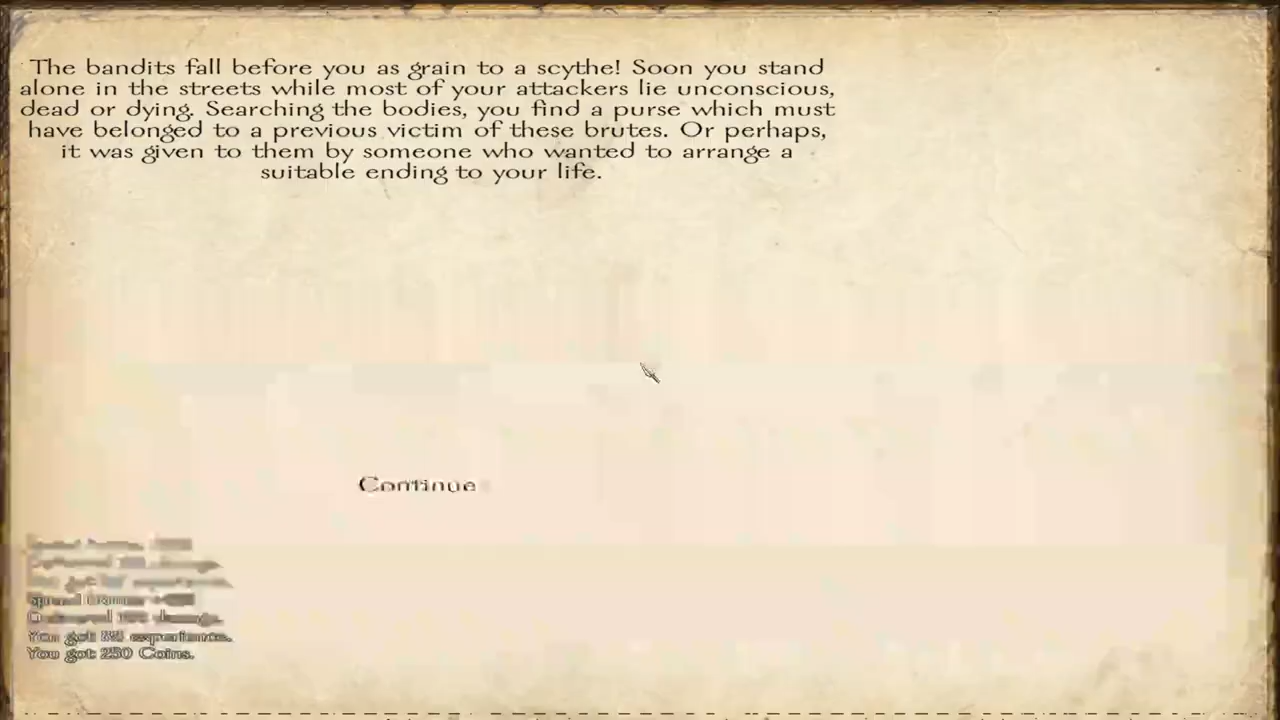 The bandits fall before you as grain to a scythe! Soon you stand
alone in the streets while most of your attackers lie unconscious,
dead or dying. Searching the bodies, you find a purse which must
have belonged to a previous victim of these brutes. Or perhaps,
it was given to them by someone who wanted to arrange a
suitable ending to your life.
Continue
You got experience.
You got 250 Coins.